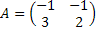 A = (−1 −1
3 2)